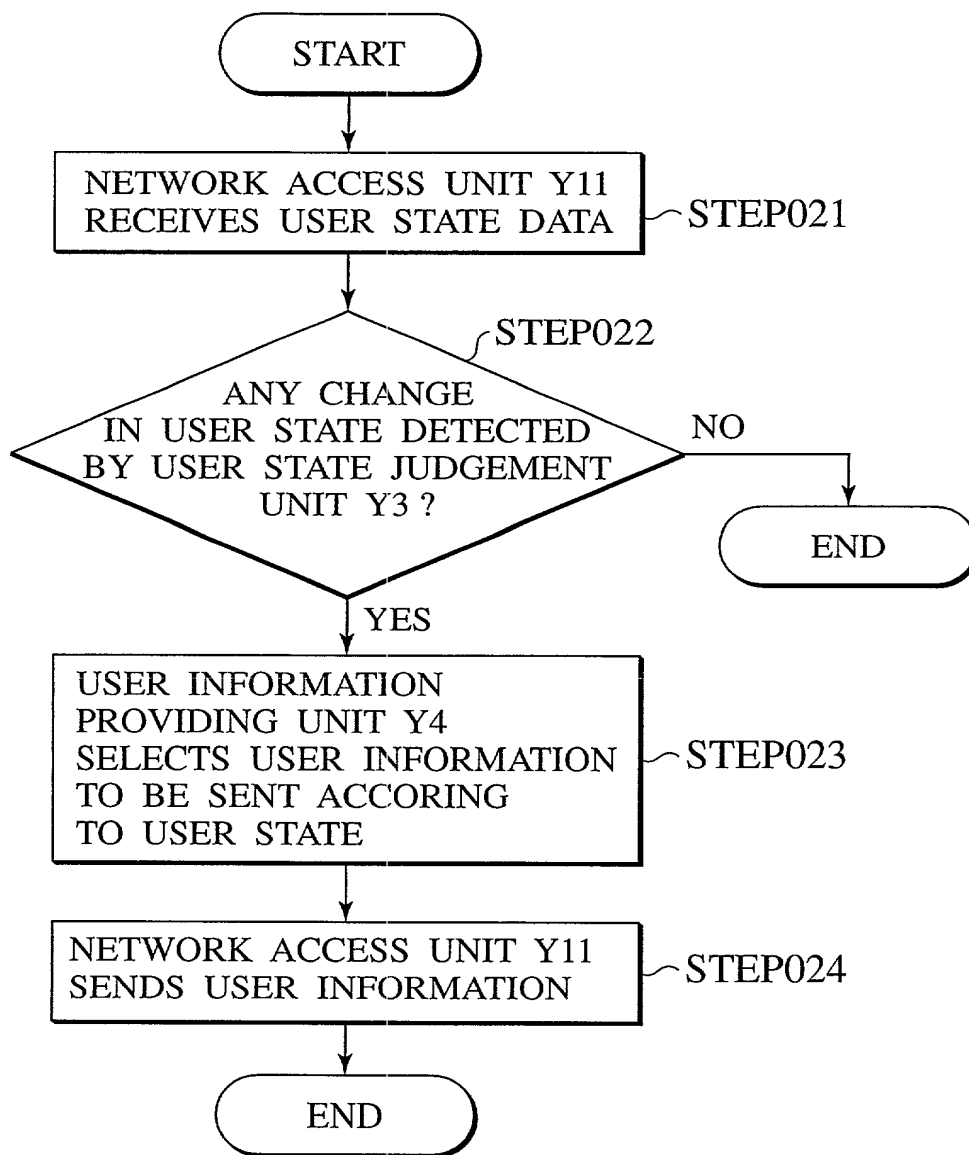 START
NETWORK ACCESS UNIT Y11
RECEIVES USER STATE DATA
STEP021
STEP022
ANY CHANGE
IN USER STATE DETECTED
BY USER STATE JUDGEMENT
UNIT Y3 ?
NO
END
YES
USER INFORMATION
PROVIDING UNIT Y4
SELECTS USER INFORMATION
TO BE SENT ACCORING
TO USER STATE
STEP023
NETWORK ACCESS UNIT Y11
SENDS USER INFORMATION
STEP024
END